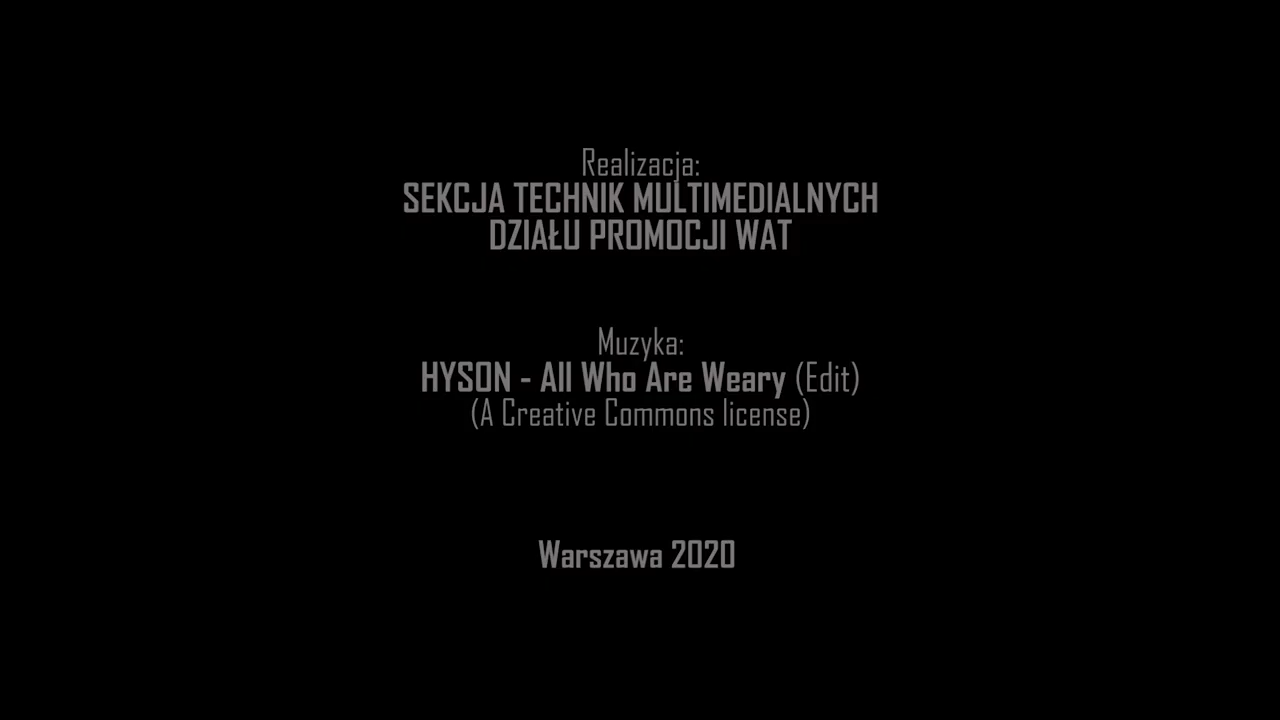 Realizacja:
SEKCJA TECHNIK MULTIMEDIALNYCH
DZIAŁU PROMOCJI WAT
Muzyka:
HYSON - All Who Are Weary (Edit)
(A Creative Commons license)
Warszawa 2020